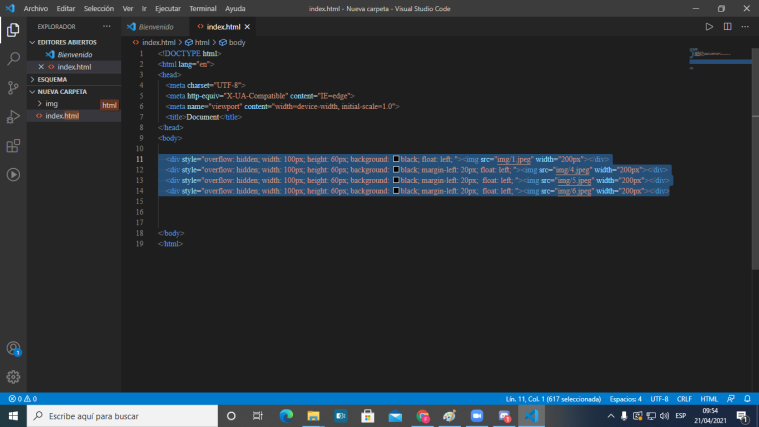 Archivo Editar Selección Ver Ir Ejecutar Terminal Ayuda
index.html - Nueva carpeta - Visual Studio Code
EXPLORADOR
EDITORES ABIERTOS
Bienvenido
index.html
ESQUEMA
NUEVA CARPETA
img
html
index.html
Bienvenido
index.html
index.html > html > body
1 <!DOCTYPE html>
2 <html lang="en">
3 <head>
4 <meta charset="UTF-8">
5 <meta http-equiv="X-UA-Compatible" content="IE=edge">
6 <meta name="viewport" content="width=device-width, initial-scale=1.0">
7 <title>Document</title>
8 </head>
9 <body>
10
11 <div style="overflow: hidden; width: 100px; height: 60px; background: black; float: left; "><img src="img/1.jpeg" width="200px"></div>
12 <div style="overflow: hidden; width: 100px; height: 60px; background: black; margin-left: 20px; float: left; "><img src="img/4.jpeg" width="200px"></div>
13 <div style="overflow: hidden; width: 100px; height: 60px; background: black; margin-left: 20px; float: left; "><img src="img/5.jpeg" width="200px"></div>
14 <div style="overflow: hidden; width: 100px; height: 60px; background: black; margin-left: 20px; float: left; "><img src="img/6.jpeg" width="200px"></div>
15
16
17
18 </body>
19 </html>
1
0 0
Lín. 11, Col. 1 (617 seleccionada) Espacios: 4 UTF-8 CRLF HTML
Escribe aquí para buscar
ESP
09:54
21/04/2021